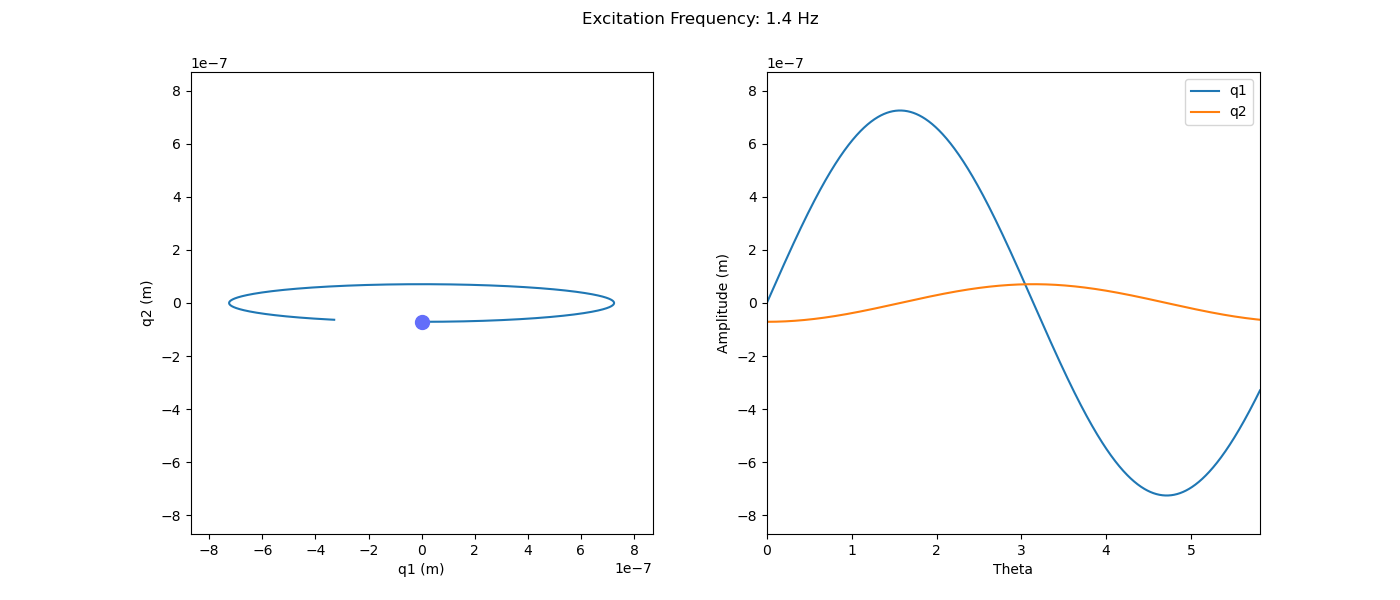 Excitation Frequency: 1.4 Hz
1e−7
8
6
4
2
0
−2
−4
−6
−8
q2 (m)
−8 −6 −4 −2 0 2 4 6 8
q1 (m)
1e−7
1e−7
8
6
4
2
0
−2
−4
−6
−8
Amplitude (m)
q1
q2
0 1 2 3 4 5
Theta